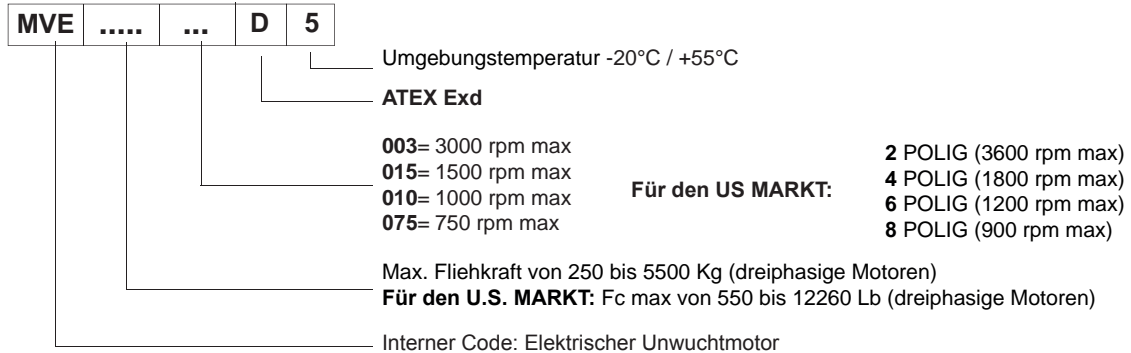 MVE ..... ... D 5
Umgebungstemperatur -20°C / +55°C
ATEX Exd
003= 3000 rpm max
015= 1500 rpm max
010= 1000 rpm max
075= 750 rpm max
Für den US MARKT:
2 POLIG (3600 rpm max)
4 POLIG (1800 rpm max)
6 POLIG (1200 rpm max)
8 POLIG (900 rpm max)
Max. Fliehkraft von 250 bis 5500 Kg (dreiphasige Motoren)
Für den U.S. MARKT: Fc max von 550 bis 12260 Lb (dreiphasige Motoren)
Interner Code: Elektrischer Unwuchtmotor